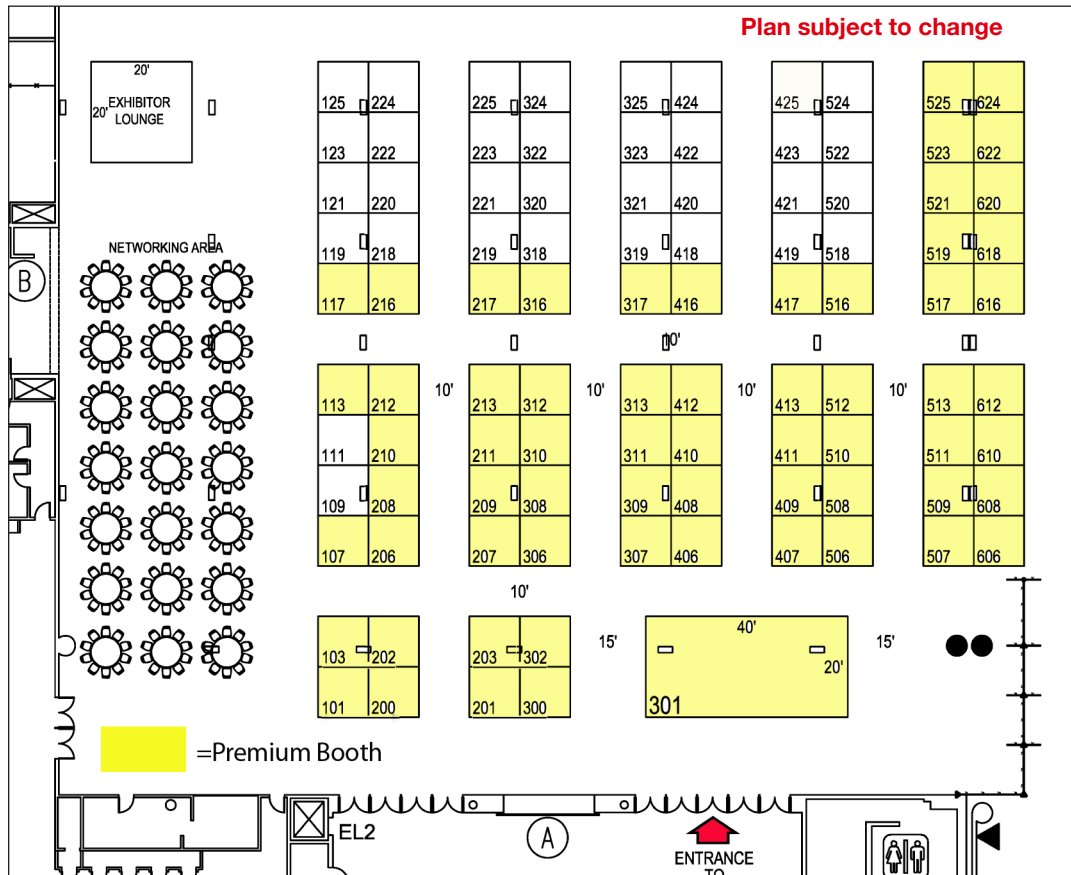 Plan subject to change
20'
20' EXHIBITOR
LOUNGE
125 224 225 324 325 424 425 524 525 624
123 222 223 322 323 422 423 522 523 622
121 220 221 320 321 420 421 520 521 620
119 218 219 318 319 418 419 518 519 618
117 216 217 316 317 416 417 516 517 616
NETWORKING AREA
B
10'
113 212 10' 213 312 10' 313 412 10' 413 512 10' 513 612
111 210 211 310 311 410 411 510 511 610
109 208 209 308 309 408 409 508 509 608
107 206 207 306 307 406 407 506 507 606
10'
103 202 203 302 15' 40' 15'
20'
101 200 201 300 301
=Premium Booth
EL2
A
ENTRANCE
TO